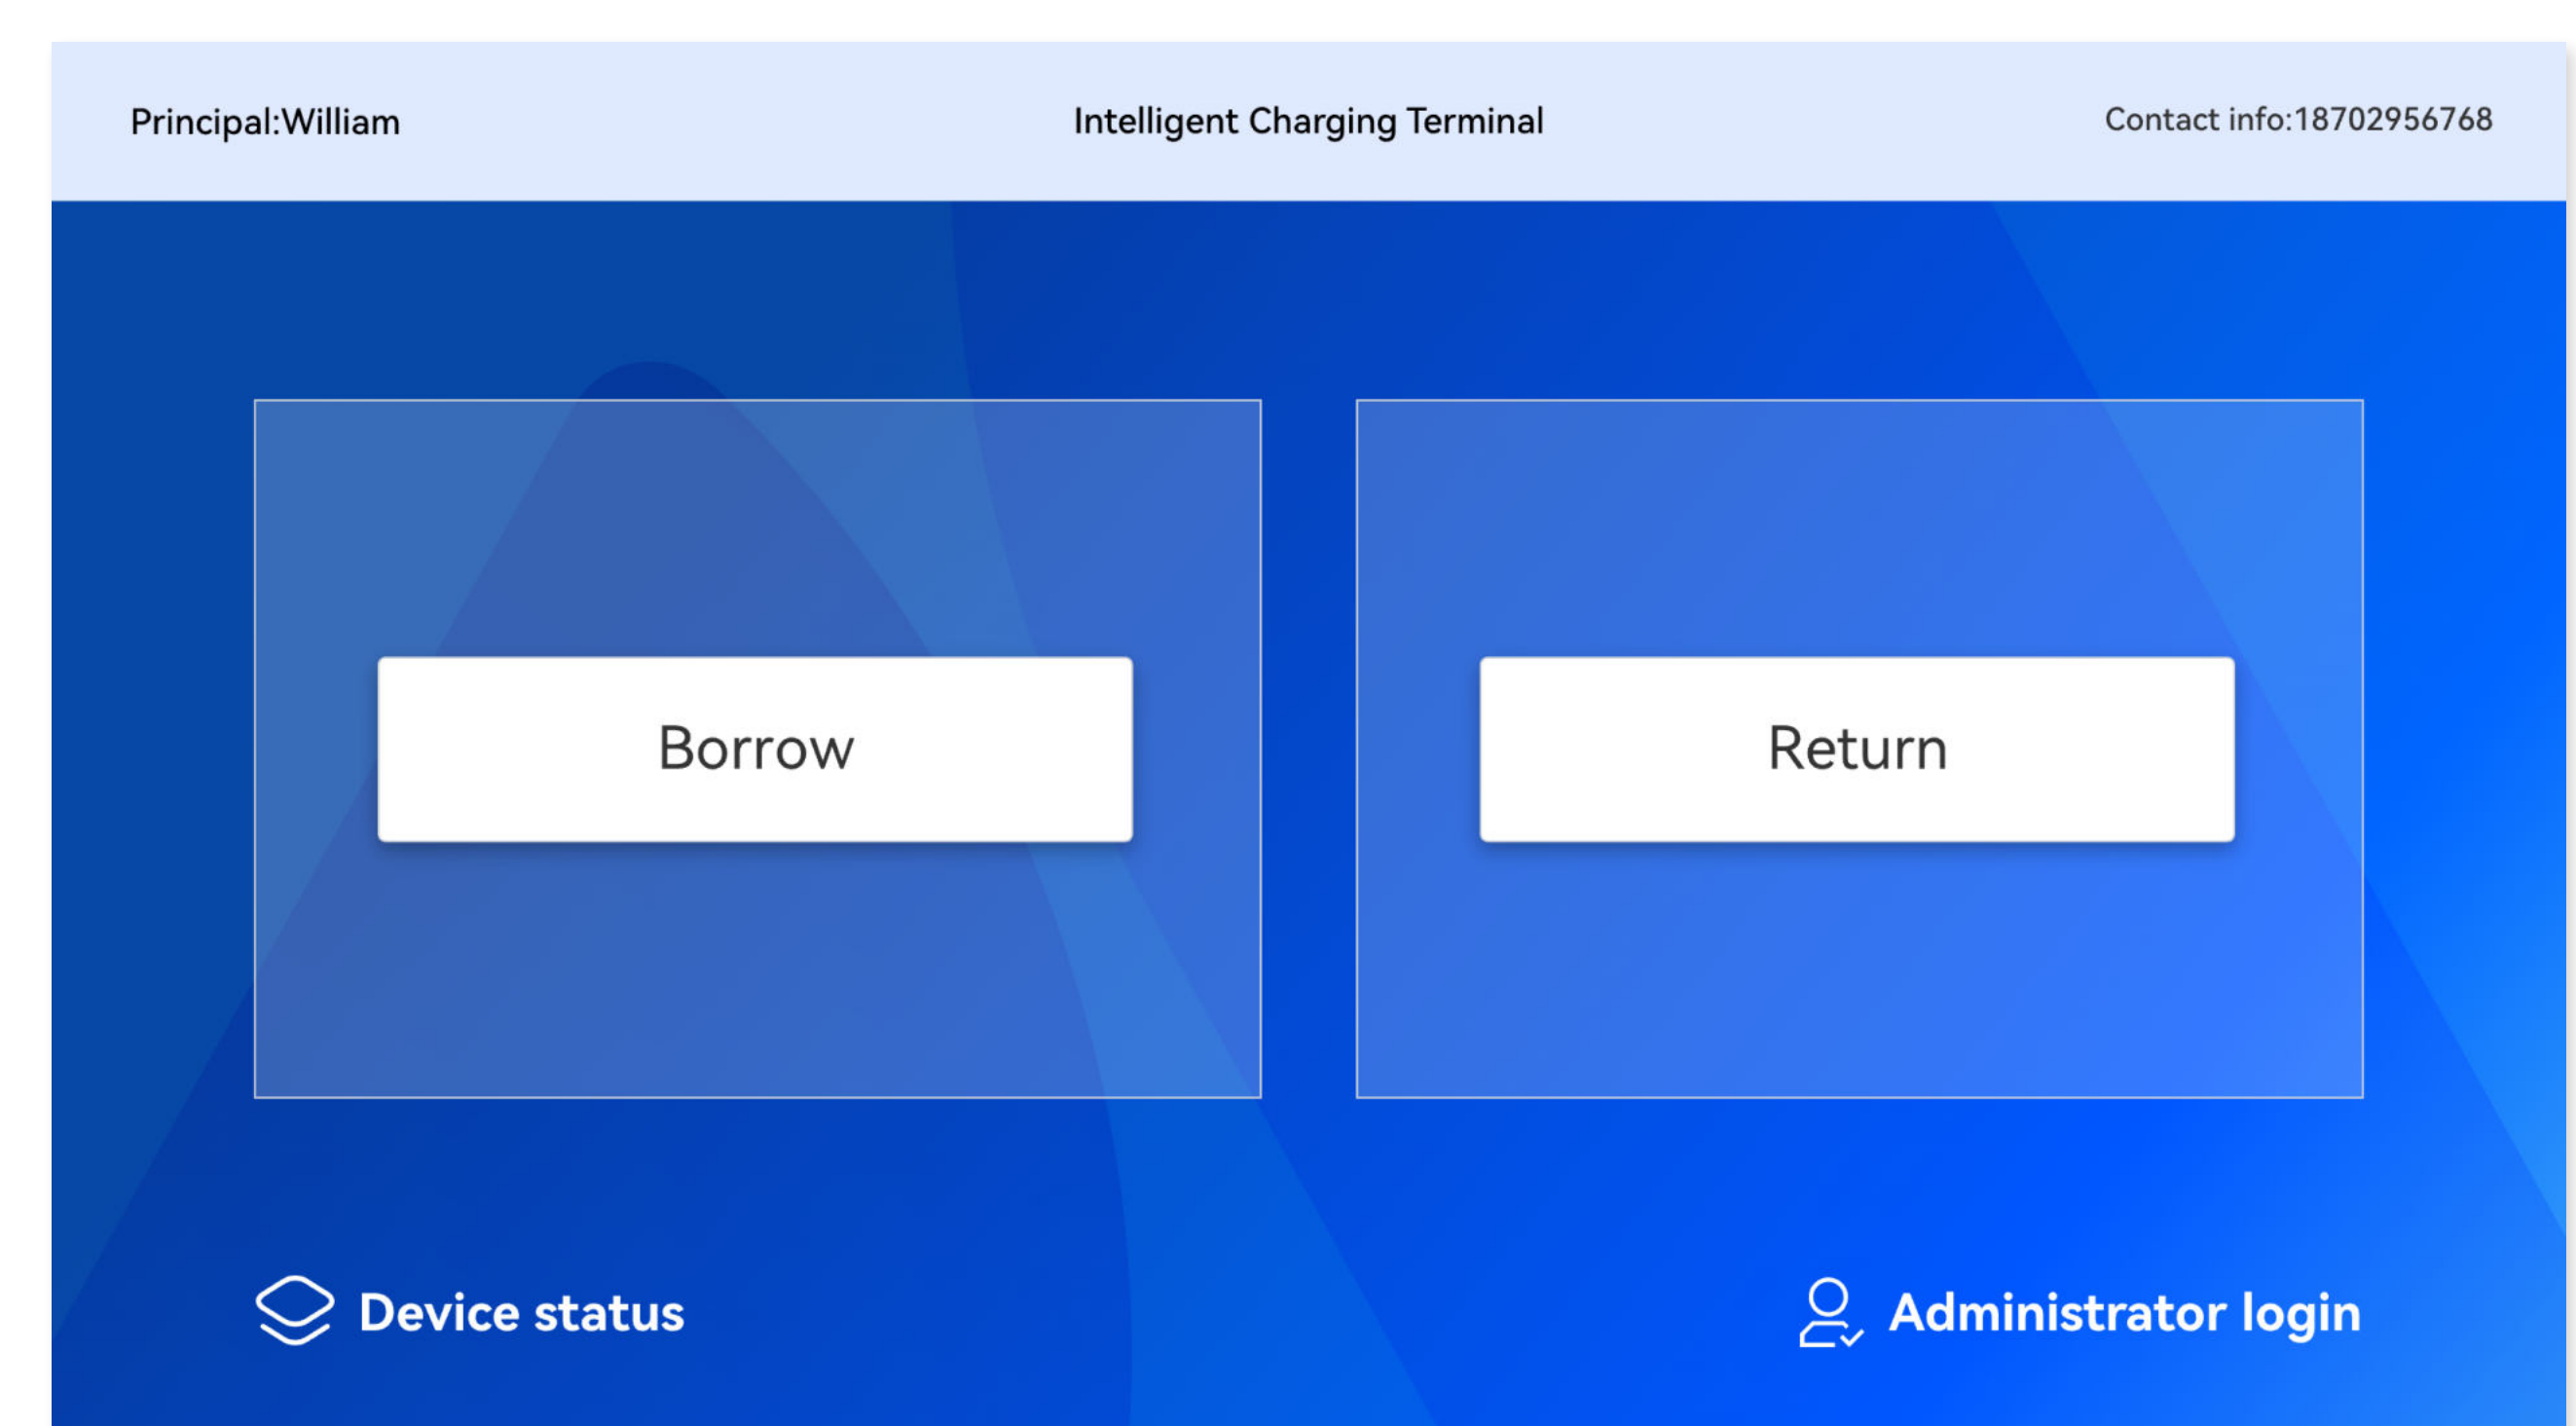 Principal:William
Intelligent Charging Terminal
Contact info:18702956768
Borrow
Return
Device status
Administrator login